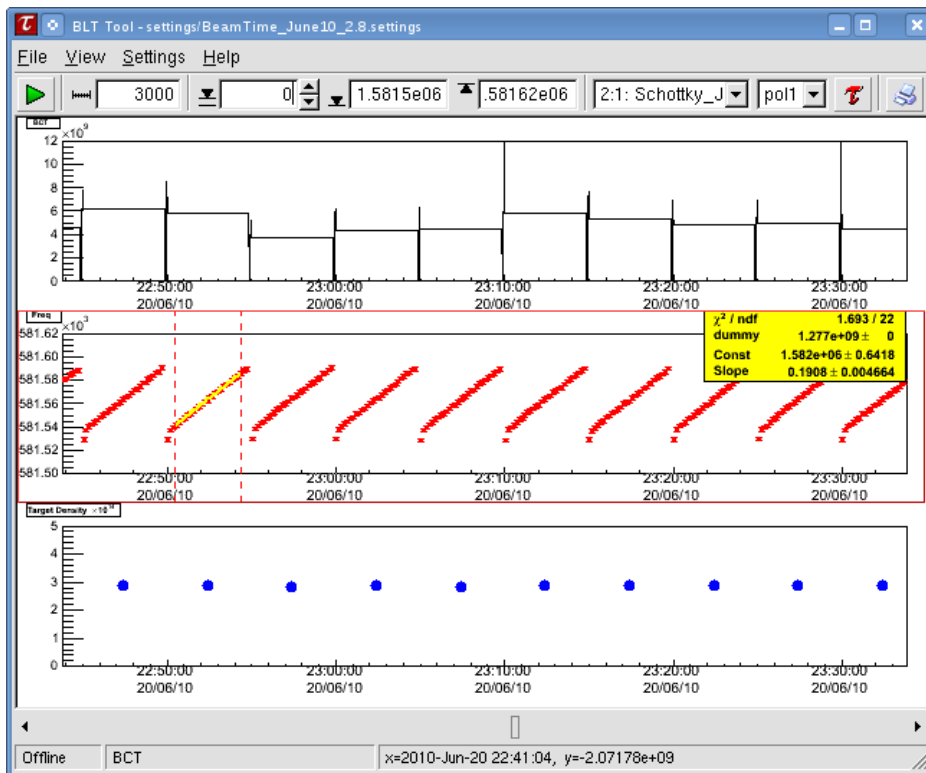 BLT Tool - settings/BeamTime_June10_2.8.settings
File View Settings Help
3000 0 1.5815e06 .58162e06 2:1: Schottky_J pol1
BCT
×10⁹
12
10
8
6
4
2
0
22:50:00 23:00:00 23:10:00 23:20:00 23:30:00
20/06/10 20/06/10 20/06/10 20/06/10 20/06/10
Freq
×10³
581.62
581.60
581.58
581.56
581.54
581.52
581.50
χ² / ndf 1.693 / 22
dummy 1.277e+09 ± 0
Const 1.582e+06 ± 0.6418
Slope 0.1908 ± 0.004664
22:50:00 23:00:00 23:10:00 23:20:00 23:30:00
20/06/10 20/06/10 20/06/10 20/06/10 20/06/10
Target Density ×10
5
4
3
2
1
0
22:50:00 23:00:00 23:10:00 23:20:00 23:30:00
20/06/10 20/06/10 20/06/10 20/06/10 20/06/10
Offline BCT x=2010-Jun-20 22:41:04, y=-2.07178e+09